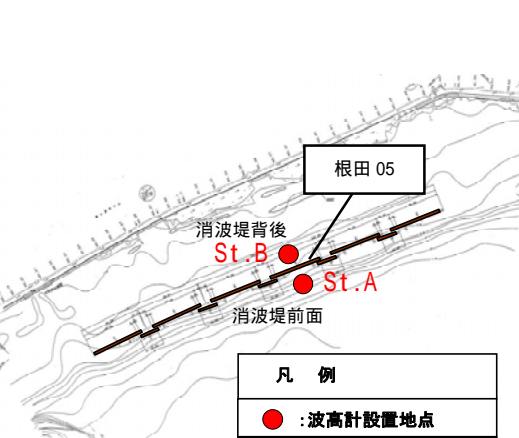 根田 05
消波堤背後
St.B
St.A
消波堤前面
凡 例
:波高計設置地点